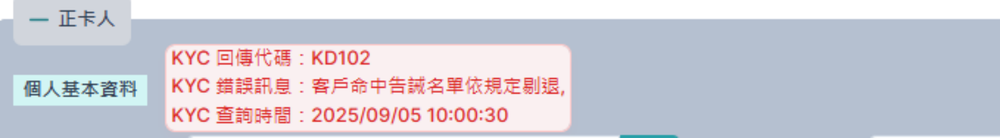 — 正卡人
KYC 回傳代碼：KD102
個人基本資料
KYC 錯誤訊息：客戶命中告誡名單依規定剔退,
KYC 查詢時間：2025/09/05 10:00:30